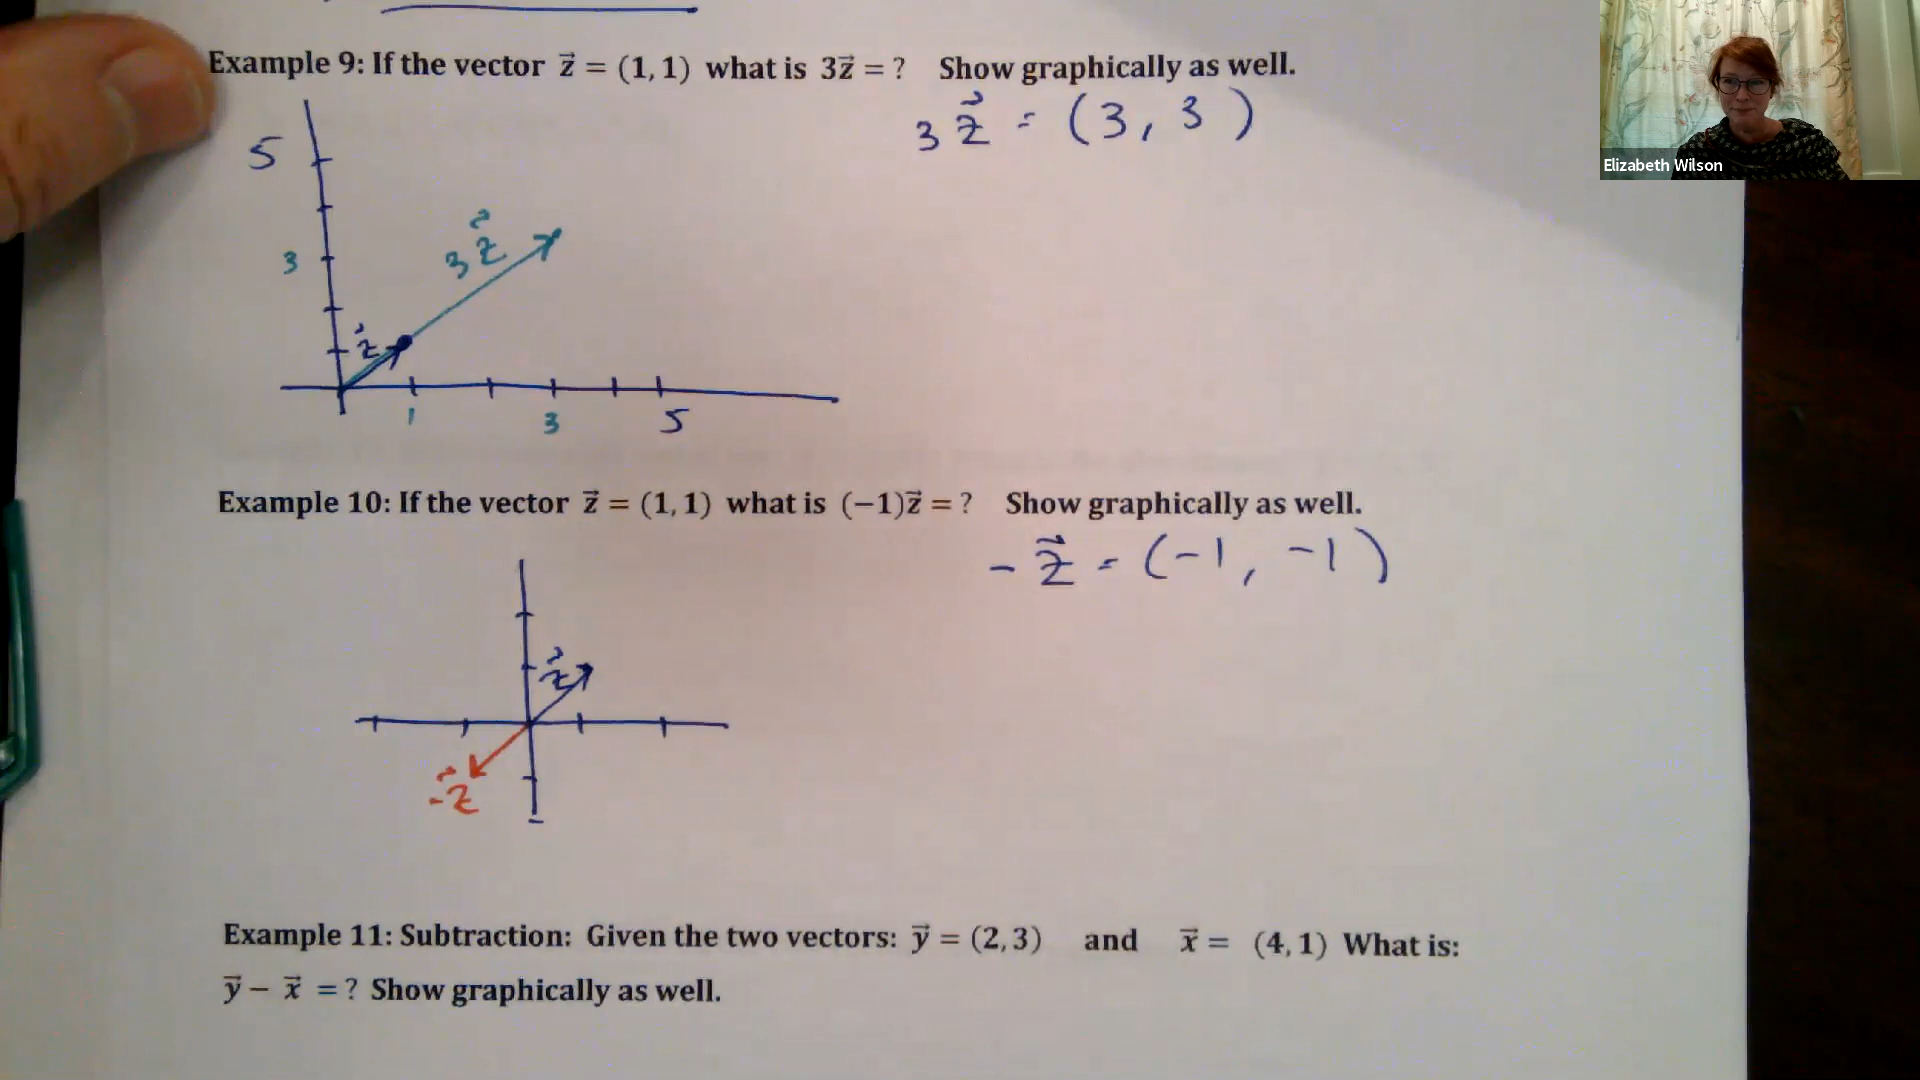 Example 9: If the vector z⃗ = (1, 1) what is 3z⃗ = ? Show graphically as well.
3 z⃗ = (3, 3)
Elizabeth Wilson
5
3 z⃗
3
z⃗
1 3 5
Example 10: If the vector z⃗ = (1, 1) what is (−1)z⃗ = ? Show graphically as well.
- z⃗ = (-1, -1)
z⃗
-z⃗
Example 11: Subtraction: Given the two vectors: y⃗ = (2, 3) and x⃗ = (4, 1) What is:
y⃗ − x⃗ = ? Show graphically as well.